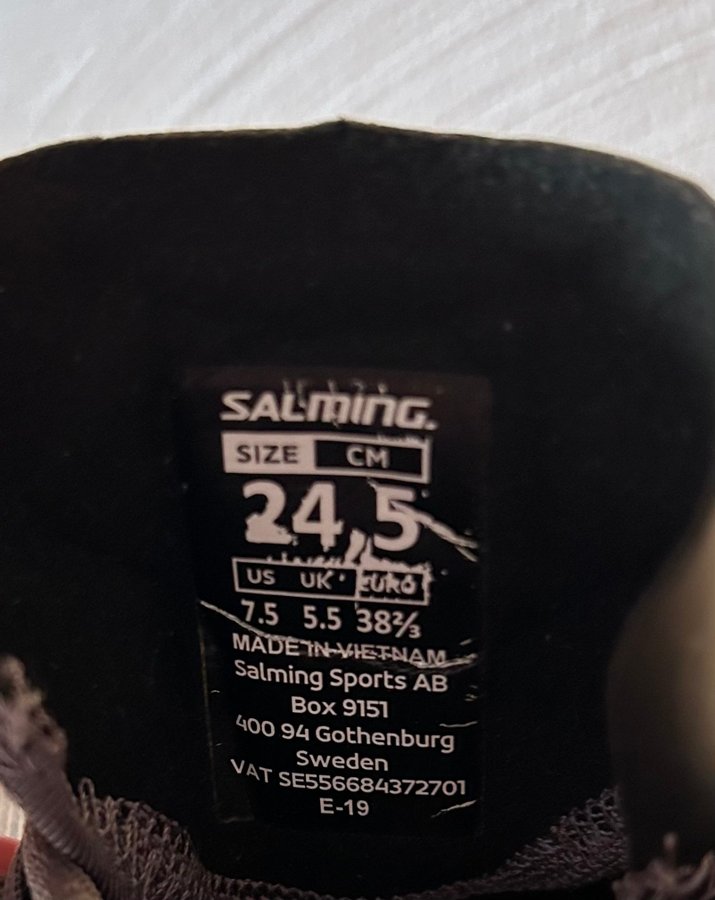 SALMING.
SIZE CM
24,5
US UK EURO
7.5 5.5 38⅔
MADE IN VIETNAM
Salming Sports AB
Box 9151
400 94 Gothenburg
Sweden
VAT SE556684372701
E-19